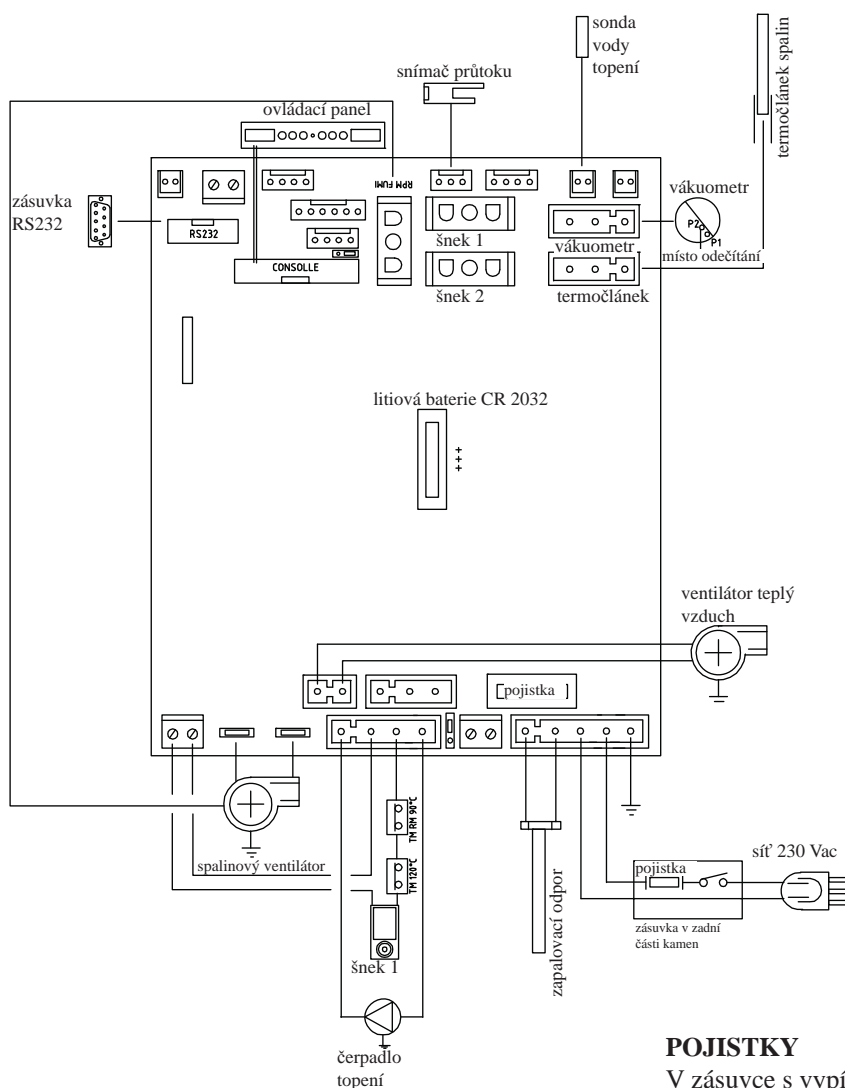 sonda
vody
topení
snímač průtoku
termočlánek spalin
ovládací panel
zásuvka
RS232
RS232
RPM FUMI
vákuometr
P2
P1
místo odečítání
šnek 1
vákuometr
CONSOLLE
šnek 2
termočlánek
litiová baterie CR 2032
+++
ventilátor teplý
vzduch
pojistka
TM RM 90°C
TM 120°C
spalinový ventilátor
šnek 1
zapalovací odpor
síť 230 Vac
pojistka
zásuvka v zadní
části kamen
čerpadlo
topení
POJISTKY
V zásuvce s vypí